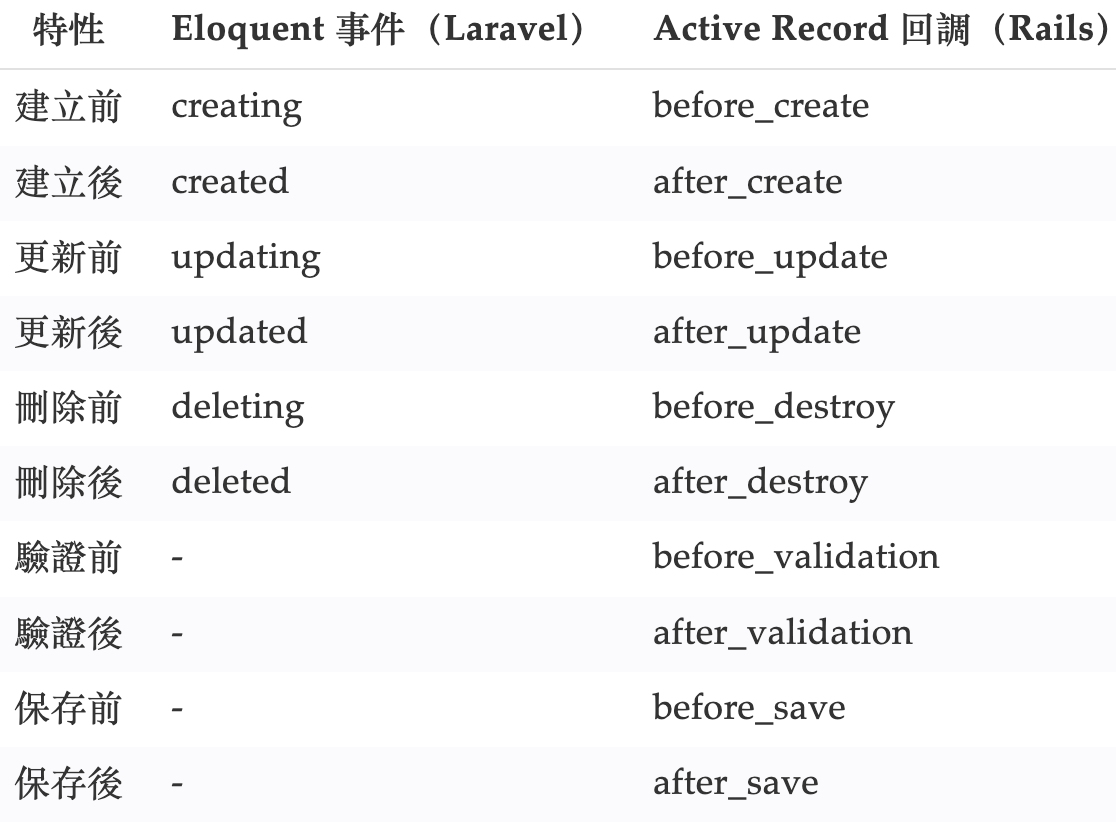 特性 Eloquent 事件（Laravel） Active Record 回調（Rails）
建立前 creating before_create
建立後 created after_create
更新前 updating before_update
更新後 updated after_update
刪除前 deleting before_destroy
刪除後 deleted after_destroy
驗證前 - before_validation
驗證後 - after_validation
保存前 - before_save
保存後 - after_save